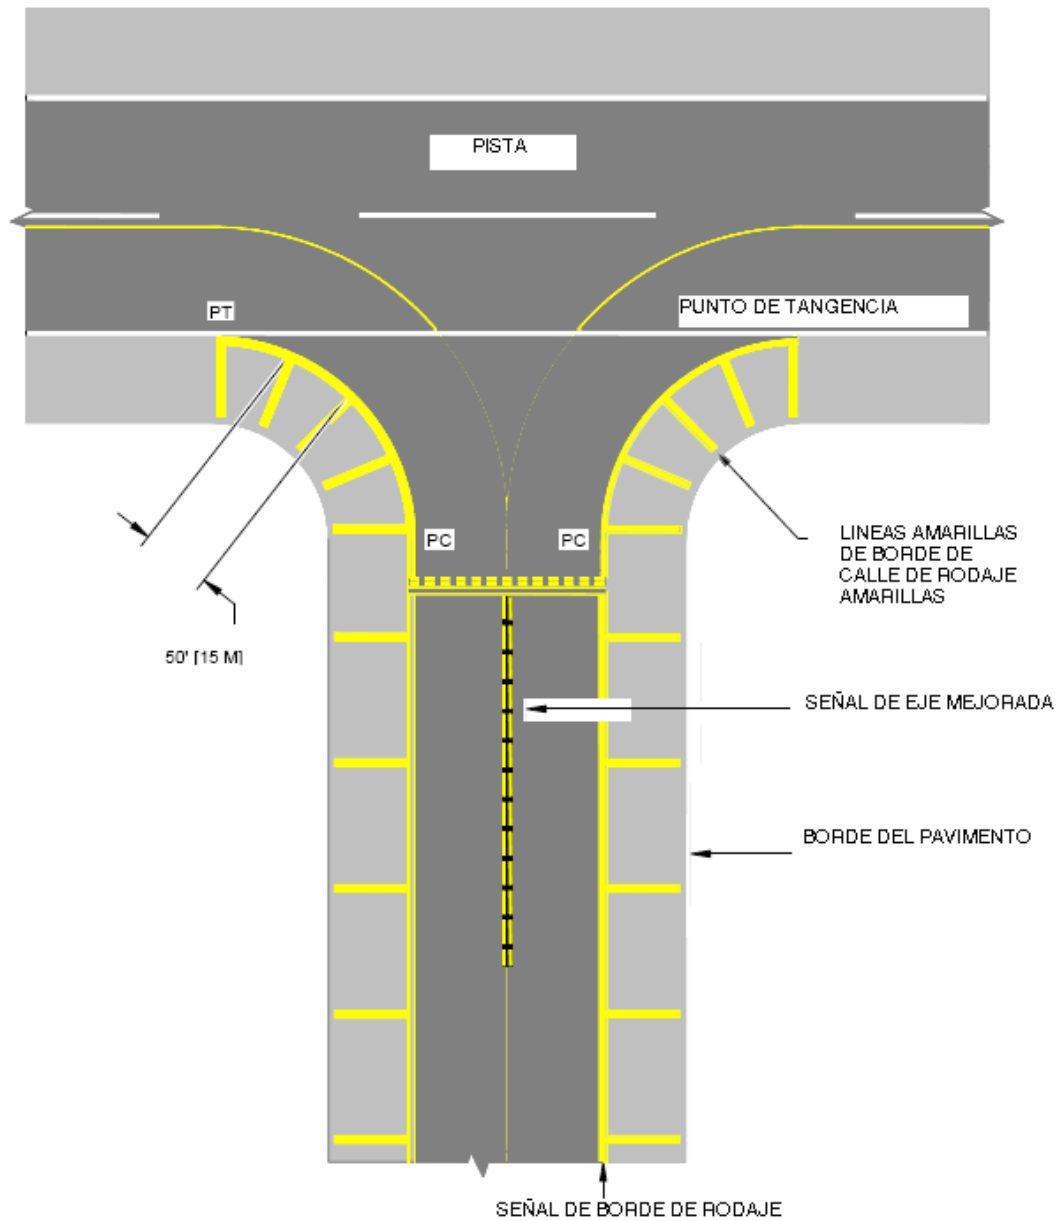 PISTA
PUNTO DE TANGENCIA
PT
PC
PC
LINEAS AMARILLAS
DE BORDE DE
CALLE DE RODAJE
AMARILLAS
50' [15 M]
SEÑAL DE EJE MEJORADA
BORDE DEL PAVIMENTO
SEÑAL DE BORDE DE RODAJE